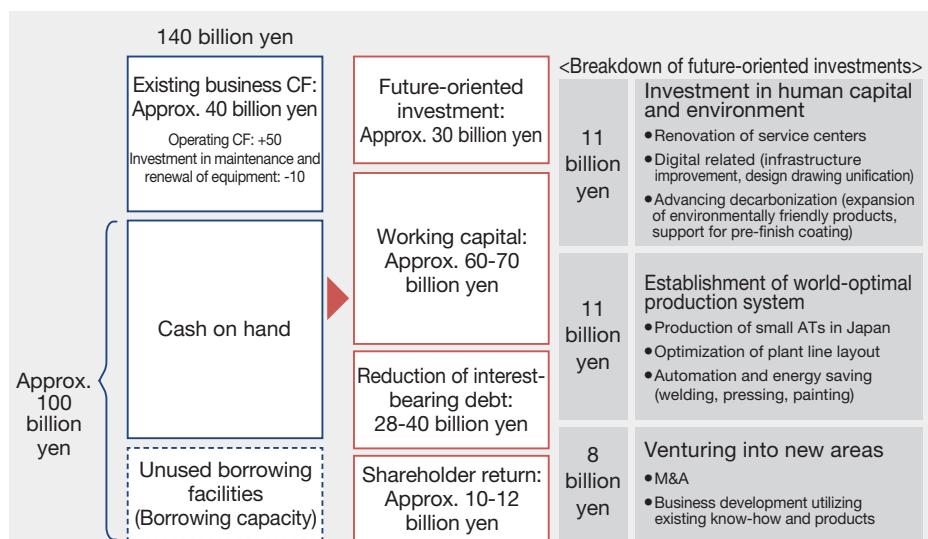 140 billion yen
Existing business CF:
Approx. 40 billion yen
Operating CF: +50
Investment in maintenance and
renewal of equipment: -10
Approx.
100
billion
yen
Cash on hand
Unused borrowing
facilities
(Borrowing capacity)
Future-oriented
investment:
Approx. 30 billion yen
Working capital:
Approx. 60-70
billion yen
Reduction of interest-
bearing debt:
28-40 billion yen
Shareholder return:
Approx. 10-12
billion yen
<Breakdown of future-oriented investments>
11
billion
yen
Investment in human capital
and environment
•Renovation of service centers
•Digital related (infrastructure
improvement, design drawing unification)
•Advancing decarbonization (expansion
of environmentally friendly products,
support for pre-finish coating)
11
billion
yen
Establishment of world-optimal
production system
•Production of small ATs in Japan
•Optimization of plant line layout
•Automation and energy saving
(welding, pressing, painting)
8
billion
yen
Venturing into new areas
•M&A
•Business development utilizing
existing know-how and products